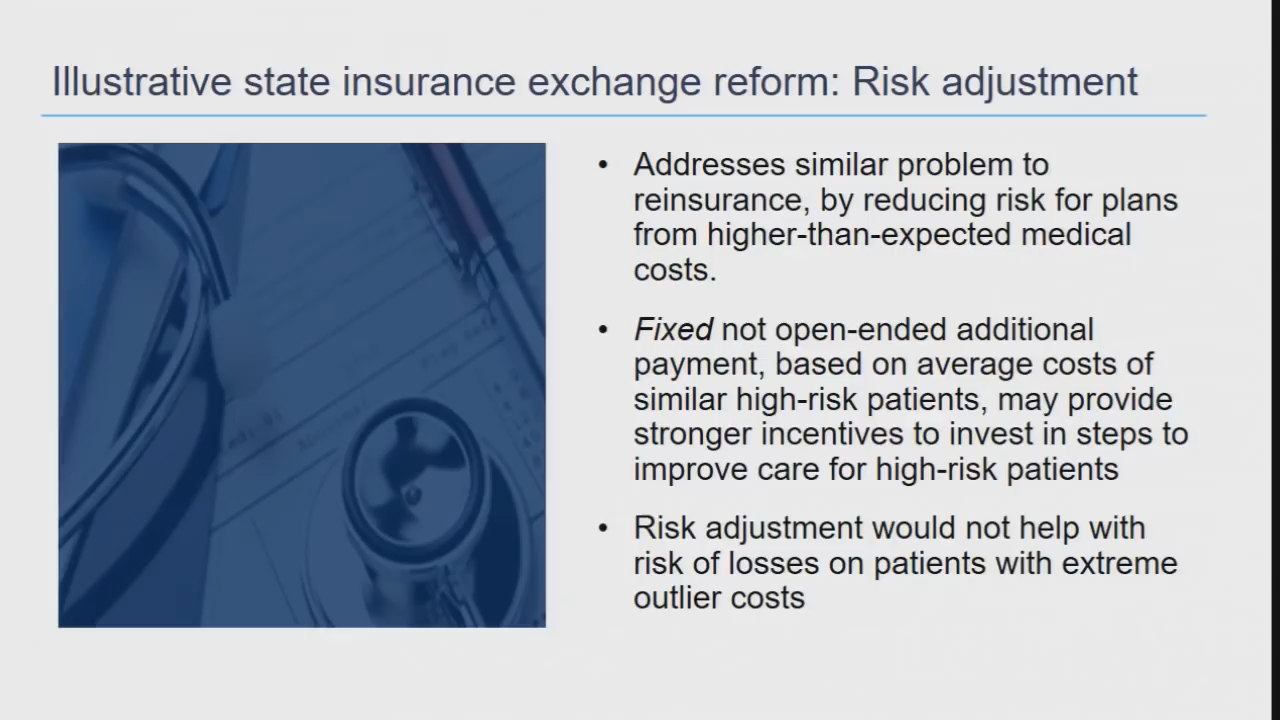 Illustrative state insurance exchange reform: Risk adjustment
• Addresses similar problem to
reinsurance, by reducing risk for plans
from higher-than-expected medical
costs.
• Fixed not open-ended additional
payment, based on average costs of
similar high-risk patients, may provide
stronger incentives to invest in steps to
improve care for high-risk patients
• Risk adjustment would not help with
risk of losses on patients with extreme
outlier costs